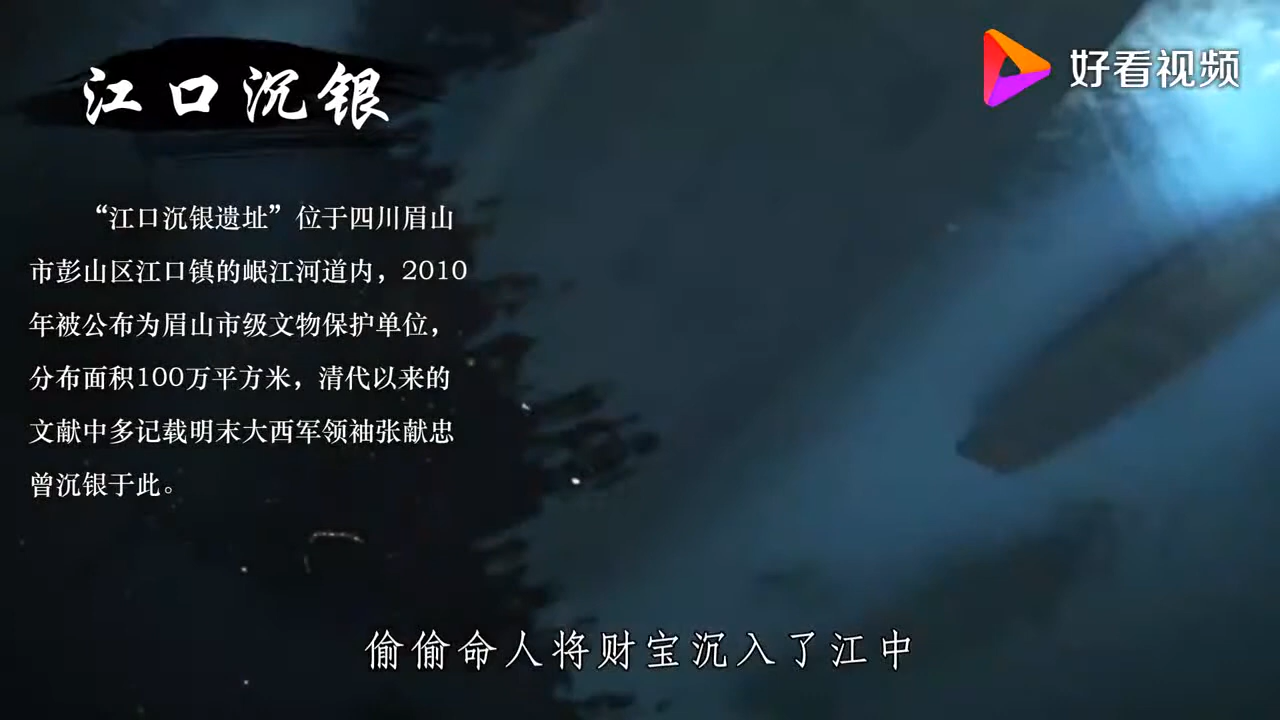 江口沉银
好看视频
“江口沉银遗址”位于四川眉山
市彭山区江口镇的岷江河道内，2010
年被公布为眉山市级文物保护单位，
分布面积100万平方米，清代以来的
文献中多记载明末大西军领袖张献忠
曾沉银于此。
偷偷命人将财宝沉入了江中